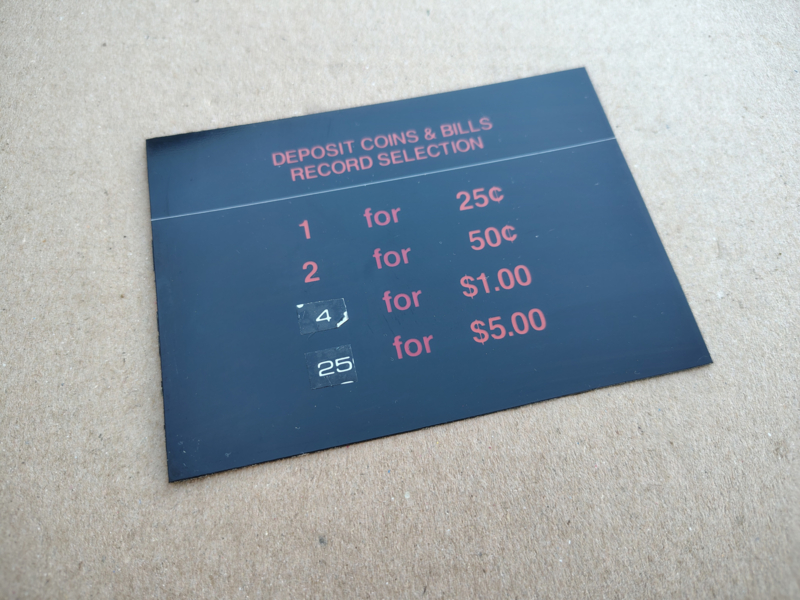 DEPOSIT COINS & BILLS
RECORD SELECTION
1 for 25¢
2 for 50¢
4 for $1.00
25 for $5.00